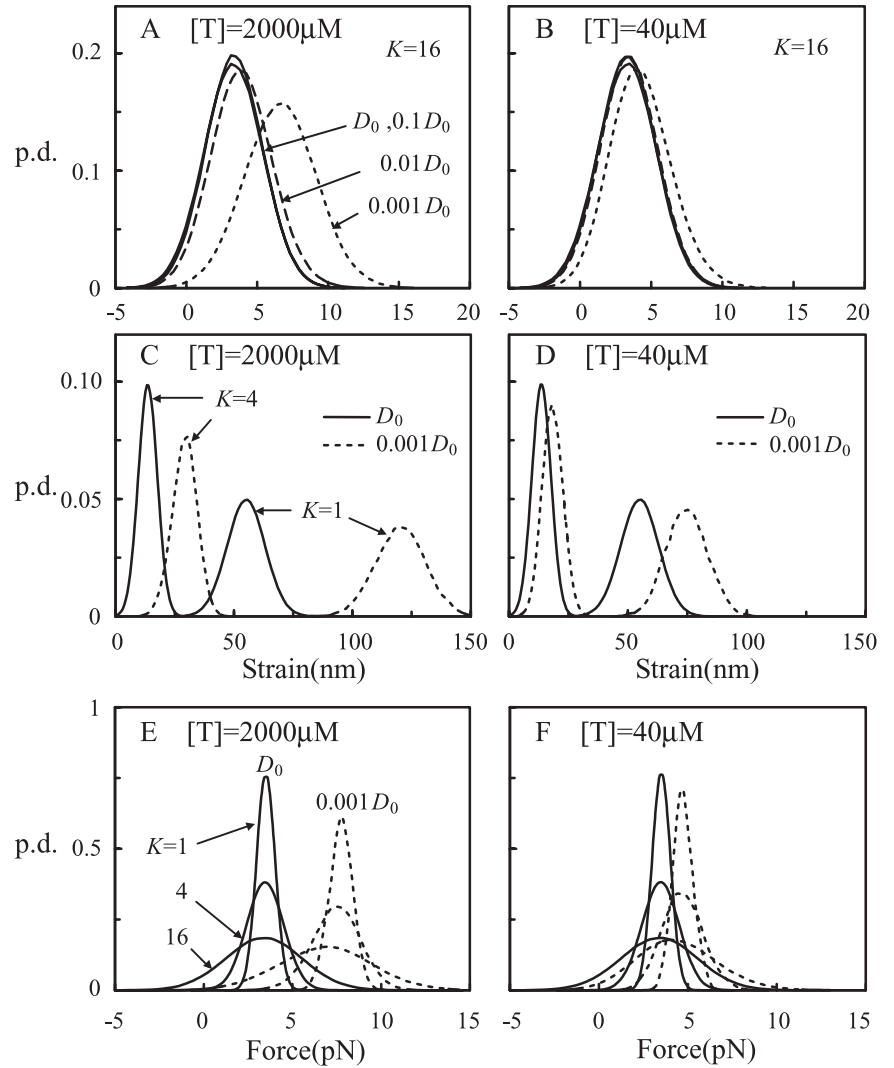 A [T]=2000μM
K=16
0.2
D0 ,0.1D0
p.d.
0.01D0
0.1
0.001D0
0
-5 0 5 10 15 20
B [T]=40μM
K=16
-5 0 5 10 15 20
C [T]=2000μM
0.10
K=4
D0
0.001D0
p.d.
0.05
K=1
0
0 50 100 150
Strain(nm)
D [T]=40μM
D0
0.001D0
0 50 100 150
Strain(nm)
1
E [T]=2000μM
D0
0.001D0
K=1
p.d.
0.5
4
16
0
-5 0 5 10 15
Force(pN)
F [T]=40μM
-5 0 5 10 15
Force(pN)